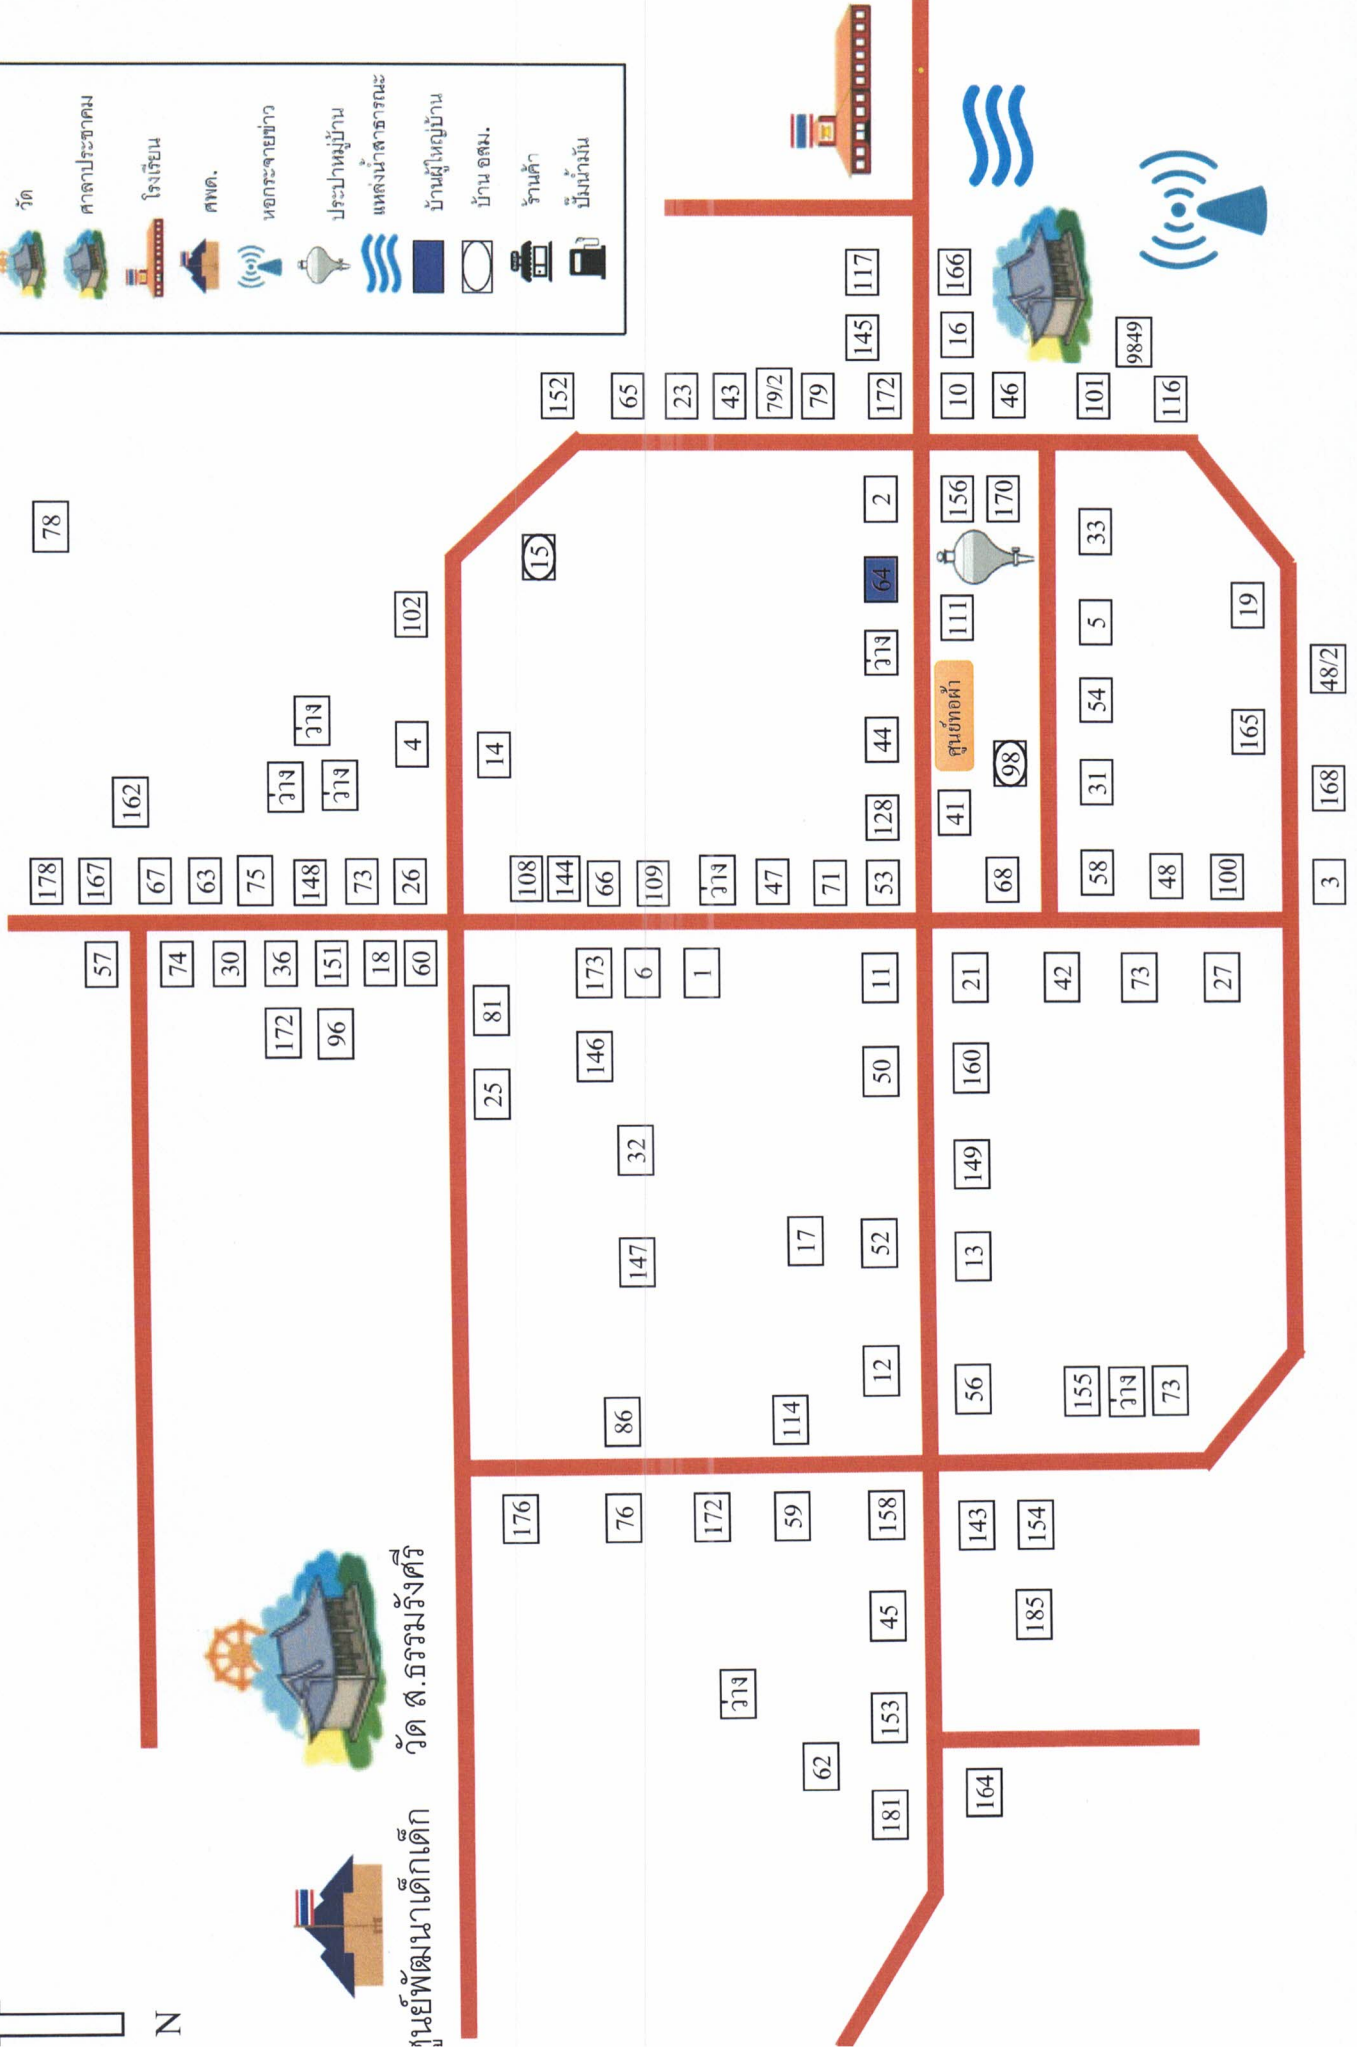 วัด
ศาลาประชาคม
โรงเรียน
ศพด.
หอกระจายข่าว
ประปาหมู่บ้าน
แหล่งน้ำสาธารณะ
บ้านผู้ใหญ่บ้าน
บ้าน อสม.
ร้านค้า
ปั๊มน้ำมัน
178 78
57 167
162
67
N 74
63
30 75
172 36 ว่าง
148 ว่าง
96 151 ว่าง
18 73
ศูนย์พัฒนาเด็กเด็ก วัด ส.ธรรมรังศรี 60 26 4 102
25 81 14
176 108 15 152
144
146 173 66
76 86 147 32 6 109 65
172 1 23
ว่าง ว่าง 43
59 114 47 79/2
62 17 71 79
145 117
181 153 45 158 12 52 50 11 53 128 44 ว่าง 64 2 172
164 143 56 13 149 160 21 41 ศูนย์ทอผ้า 111 156 10 16 166
185 154 68 98 170 46
155 42 58 31 54 5 33 101
ว่าง 73 9849
73 48 116
27 100 165 19
3 168 48/2